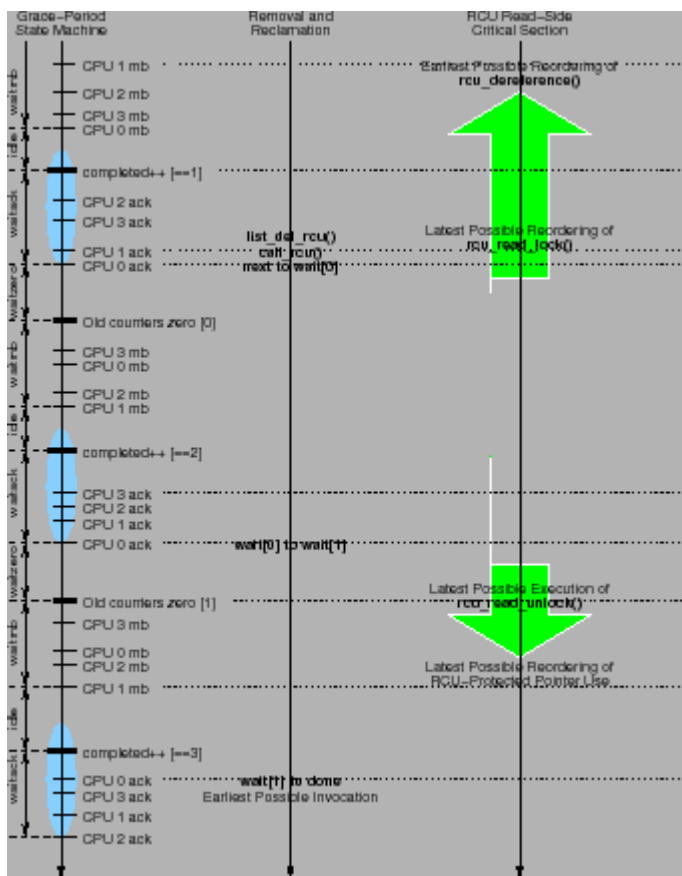 Grace-Period
State Machine
Removal and
Reclamation
RCU Read-Side
Critical Section
CPU 1 mb
Earliest Possible Reordering of
rcu_dereference()
CPU 2 mb
CPU 3 mb
CPU 0 mb
waitmb
idle
completed++ [==1]
CPU 2 ack
CPU 3 ack
waitack
Latest Possible Reordering of
rcu_read_lock()
list_del_rcu()
CPU 1 ack
call_rcu()
CPU 0 ack
next to wait[0]
waitzero
Old counters zero [0]
CPU 3 mb
CPU 0 mb
waitmb
CPU 2 mb
CPU 1 mb
idle
completed++ [==2]
waitack
CPU 3 ack
CPU 2 ack
CPU 1 ack
CPU 0 ack
wait[0] to wait[1]
waitzero
Latest Possible Execution of
rcu_read_unlock()
Old counters zero [1]
CPU 3 mb
waitmb
CPU 0 mb
CPU 2 mb
Latest Possible Reordering of
RCU-Protected Pointer Use
CPU 1 mb
idle
completed++ [==3]
waitack
CPU 0 ack
wait[1] to done
CPU 3 ack
Earliest Possible Invocation
CPU 1 ack
CPU 2 ack